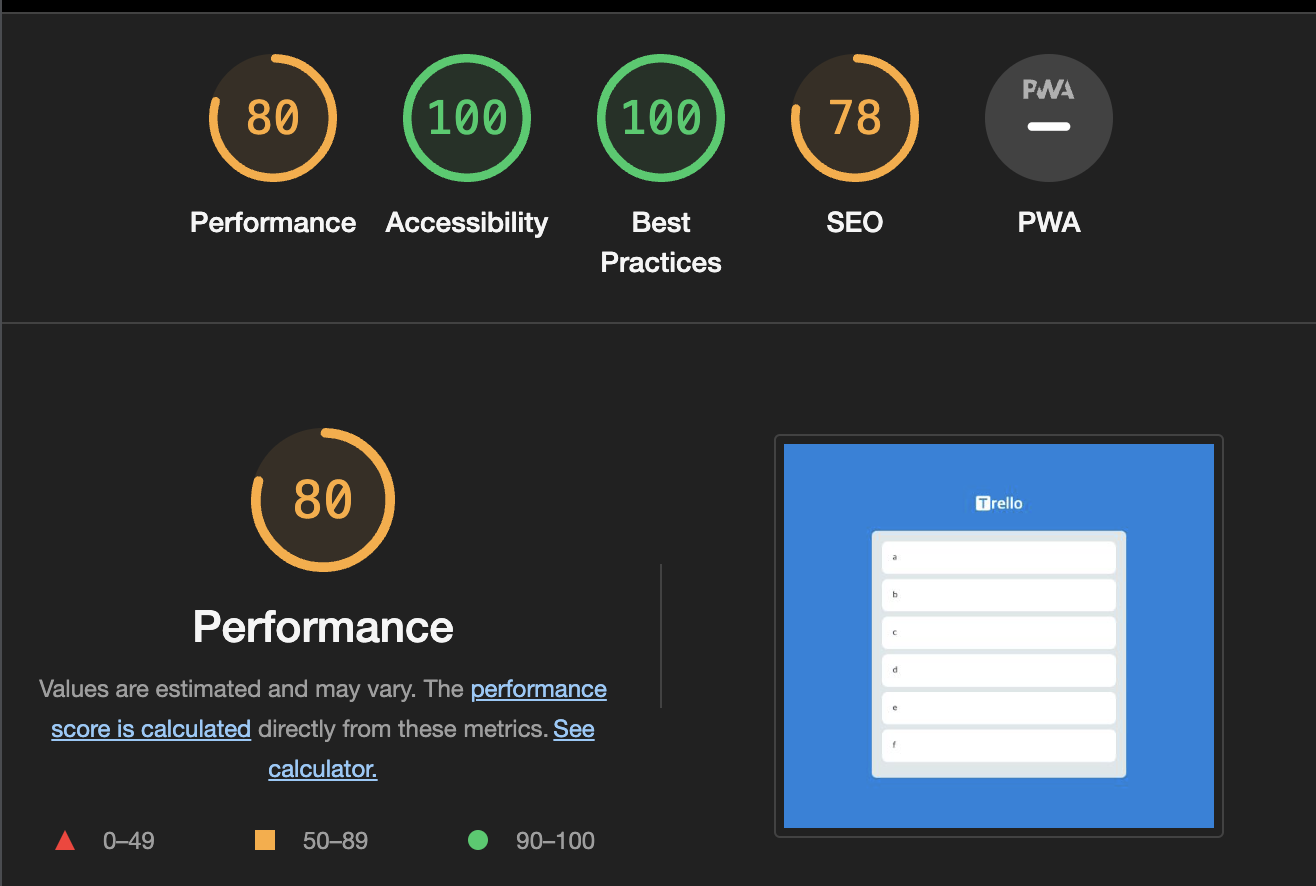 80
100
100
78
PWA
Performance
Accessibility
Best
Practices
SEO
PWA
80
Performance
Values are estimated and may vary. The performance
score is calculated directly from these metrics. See
calculator.
0–49
50–89
90–100
Trello
a
b
c
d
e
f